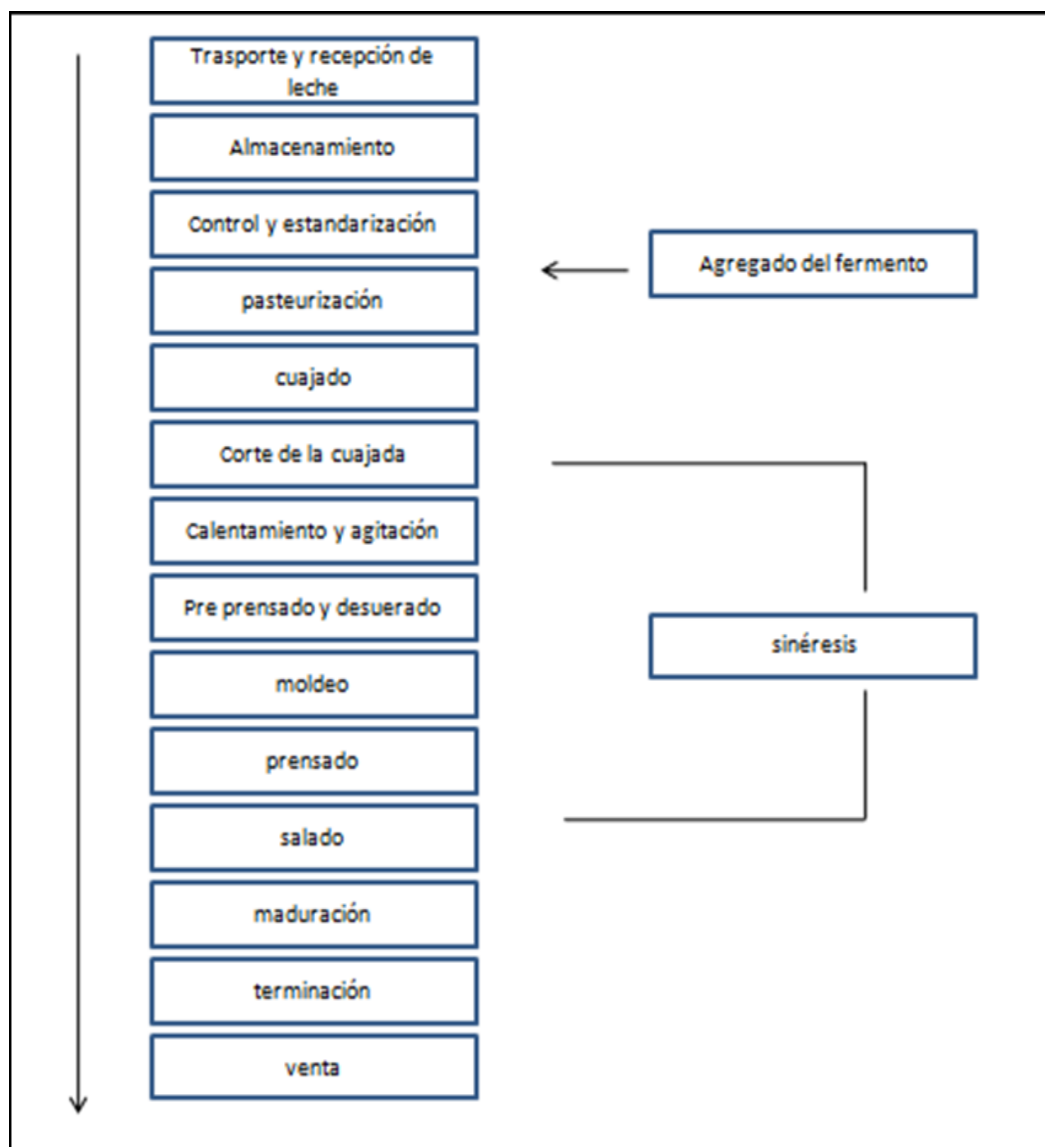 Trasporte y recepción de
leche
Almacenamiento
Control y estandarización
Agregado del fermento
pasteurización
cuajado
Corte de la cuajada
Calentamiento y agitación
Pre prensado y desuerado
sinéresis
moldeo
prensado
salado
maduración
terminación
venta